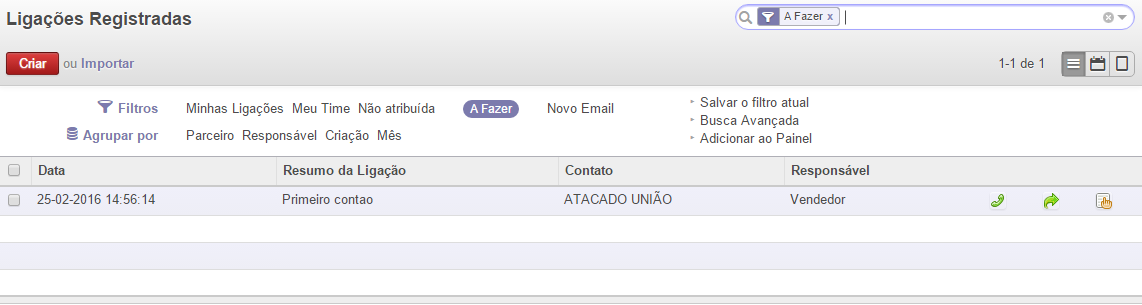 Ligações Registradas
A Fazer x
Criar ou Importar
1-1 de 1
Filtros Minhas Ligações Meu Time Não atribuída A Fazer Novo Email
Salvar o filtro atual
Busca Avançada
Agrupar por Parceiro Responsável Criação Mês
Adicionar ao Painel
Data Resumo da Ligação Contato Responsável
25-02-2016 14:56:14 Primeiro contao ATACADO UNIÃO Vendedor